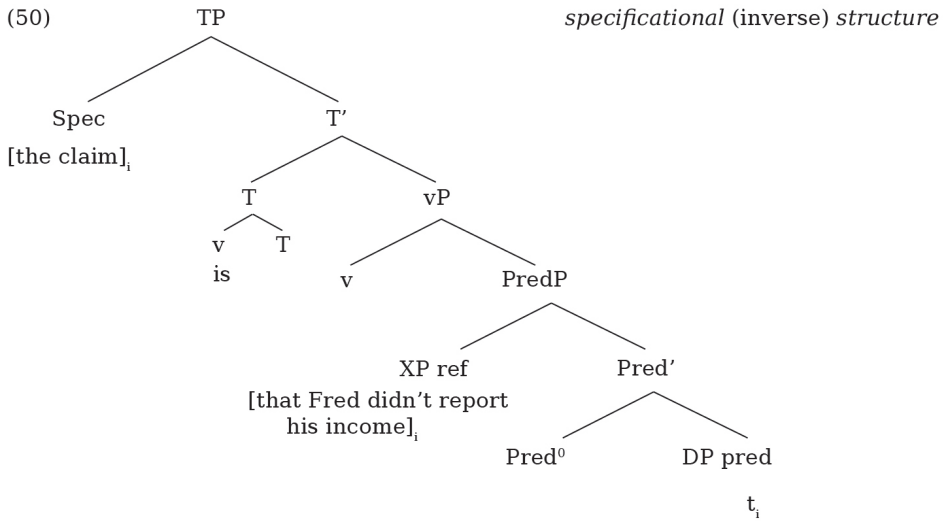 (50) TP specificational (inverse) structure
Spec T’
[the claim]i
T vP
v T
is v PredP
XP ref Pred’
[that Fred didn’t report
his income]i
Pred⁰ DP pred
ti